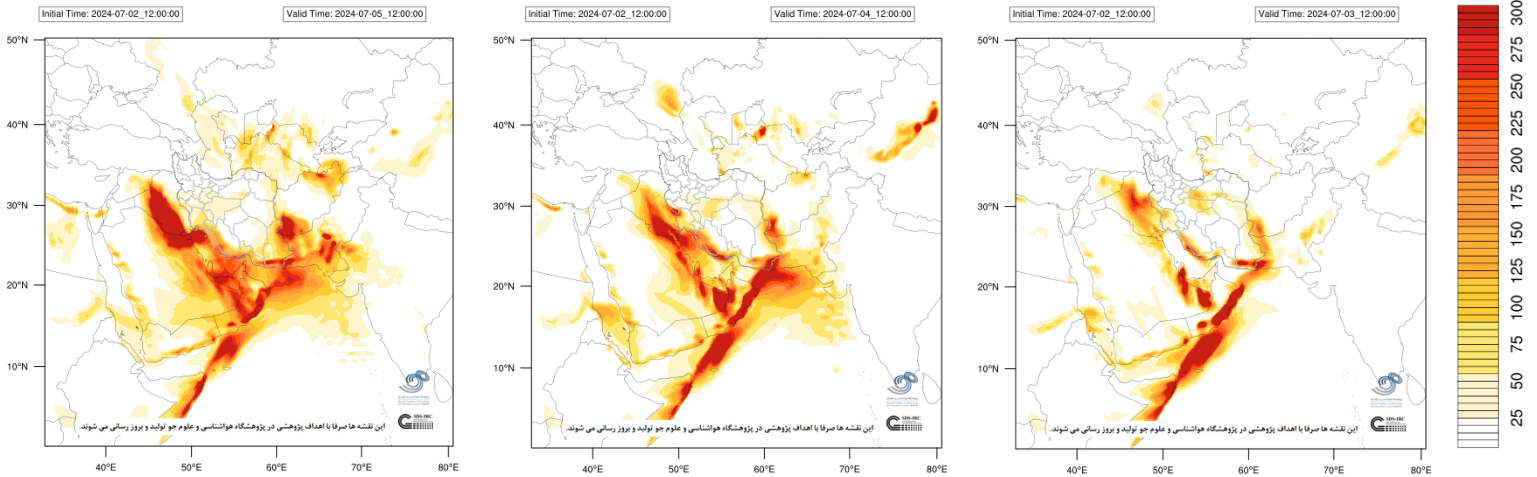 Initial Time: 2024-07-02_12:00:00
Valid Time: 2024-07-05_12:00:00
50°N
40°N
30°N
20°N
10°N
40°E
50°E
60°E
70°E
80°E
SDS-IRC
این نقشه ها صرفا با اهداف پژوهشی در پژوهشگاه هواشناسی و علوم جو تولید و بروز رسانی می شوند.
Initial Time: 2024-07-02_12:00:00
Valid Time: 2024-07-04_12:00:00
50°N
40°N
30°N
20°N
10°N
40°E
50°E
60°E
70°E
80°E
SDS-IRC
این نقشه ها صرفا با اهداف پژوهشی در پژوهشگاه هواشناسی و علوم جو تولید و بروز رسانی می شوند.
Initial Time: 2024-07-02_12:00:00
Valid Time: 2024-07-03_12:00:00
50°N
40°N
30°N
20°N
10°N
40°E
50°E
60°E
70°E
80°E
SDS-IRC
این نقشه ها صرفا با اهداف پژوهشی در پژوهشگاه هواشناسی و علوم جو تولید و بروز رسانی می شوند.
300
275
250
225
200
175
150
125
100
75
50
25